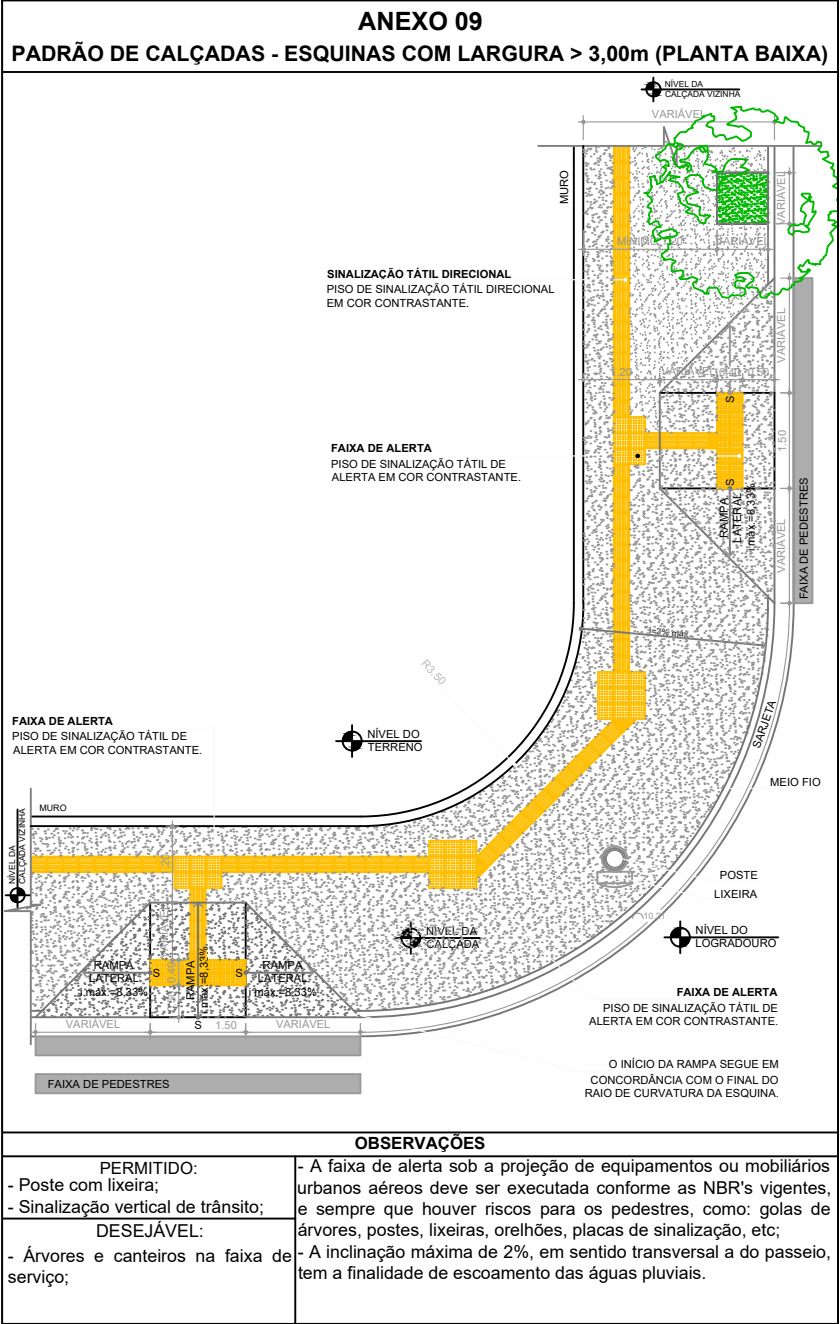 ANEXO 09
PADRÃO DE CALÇADAS - ESQUINAS COM LARGURA > 3,00m (PLANTA BAIXA)
NÍVEL DA
CALÇADA VIZINHA
VARIÁVEL
MURO
VARIÁVEL
VARIÁVEL
SINALIZAÇÃO TÁTIL DIRECIONAL
PISO DE SINALIZAÇÃO TÁTIL DIRECIONAL
EM COR CONTRASTANTE.
VARIÁVEL
S
FAIXA DE ALERTA
PISO DE SINALIZAÇÃO TÁTIL DE
ALERTA EM COR CONTRASTANTE.
1.50
S
RAMPA
LATERAL
i máx.=8,33%
VARIÁVEL
FAIXA DE PEDESTRES
i=2% máx.
R3.50
SARJETA
FAIXA DE ALERTA
PISO DE SINALIZAÇÃO TÁTIL DE
ALERTA EM COR CONTRASTANTE.
NÍVEL DO
TERRENO
MEIO FIO
MURO
NÍVEL DA
CALÇADA VIZINHA
POSTE
LIXEIRA
NÍVEL DA
CALÇADA
NÍVEL DO
LOGRADOURO
RAMPA
LATERAL
i máx.=8,33%
S
RAMPA
i máx.=8,33%
S
RAMPA
LATERAL
i máx.=8,33%
VARIÁVEL
S
1.50
VARIÁVEL
FAIXA DE ALERTA
PISO DE SINALIZAÇÃO TÁTIL DE
ALERTA EM COR CONTRASTANTE.
O INÍCIO DA RAMPA SEGUE EM
CONCORDÂNCIA COM O FINAL DO
RAIO DE CURVATURA DA ESQUINA.
FAIXA DE PEDESTRES
OBSERVAÇÕES
PERMITIDO:
- Poste com lixeira;
- Sinalização vertical de trânsito;
DESEJÁVEL:
- Árvores e canteiros na faixa de
serviço;
- A faixa de alerta sob a projeção de equipamentos ou mobiliários
urbanos aéreos deve ser executada conforme as NBR's vigentes,
e sempre que houver riscos para os pedestres, como: golas de
árvores, postes, lixeiras, orelhões, placas de sinalização, etc;
- A inclinação máxima de 2%, em sentido transversal a do passeio,
tem a finalidade de escoamento das águas pluviais.